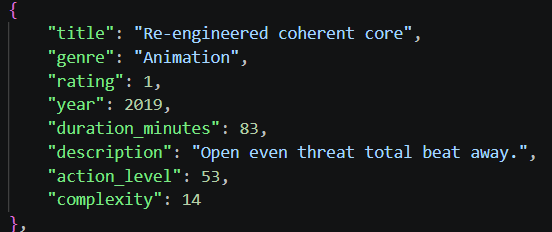 {
"title": "Re-engineered coherent core",
"genre": "Animation",
"rating": 1,
"year": 2019,
"duration_minutes": 83,
"description": "Open even threat total beat away.",
"action_level": 53,
"complexity": 14
},